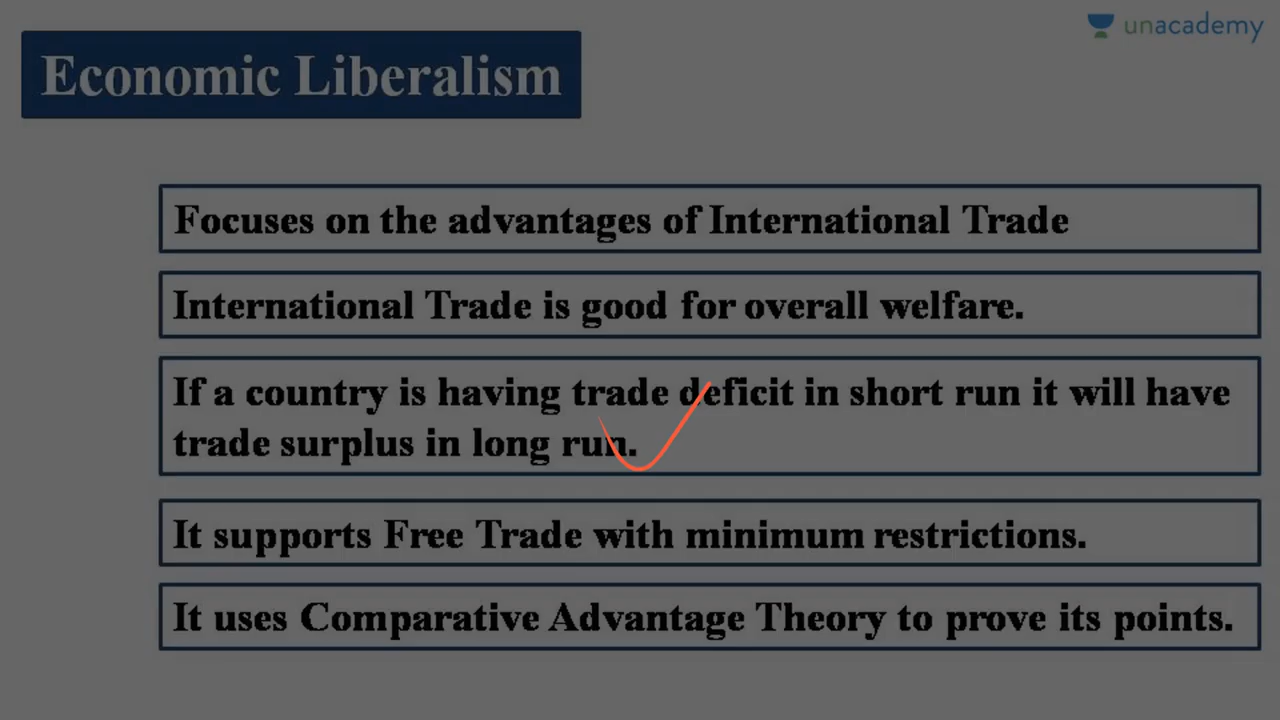 unacademy
Economic Liberalism
Focuses on the advantages of International Trade
International Trade is good for overall welfare.
If a country is having trade deficit in short run it will have
trade surplus in long run.
It supports Free Trade with minimum restrictions.
It uses Comparative Advantage Theory to prove its points.